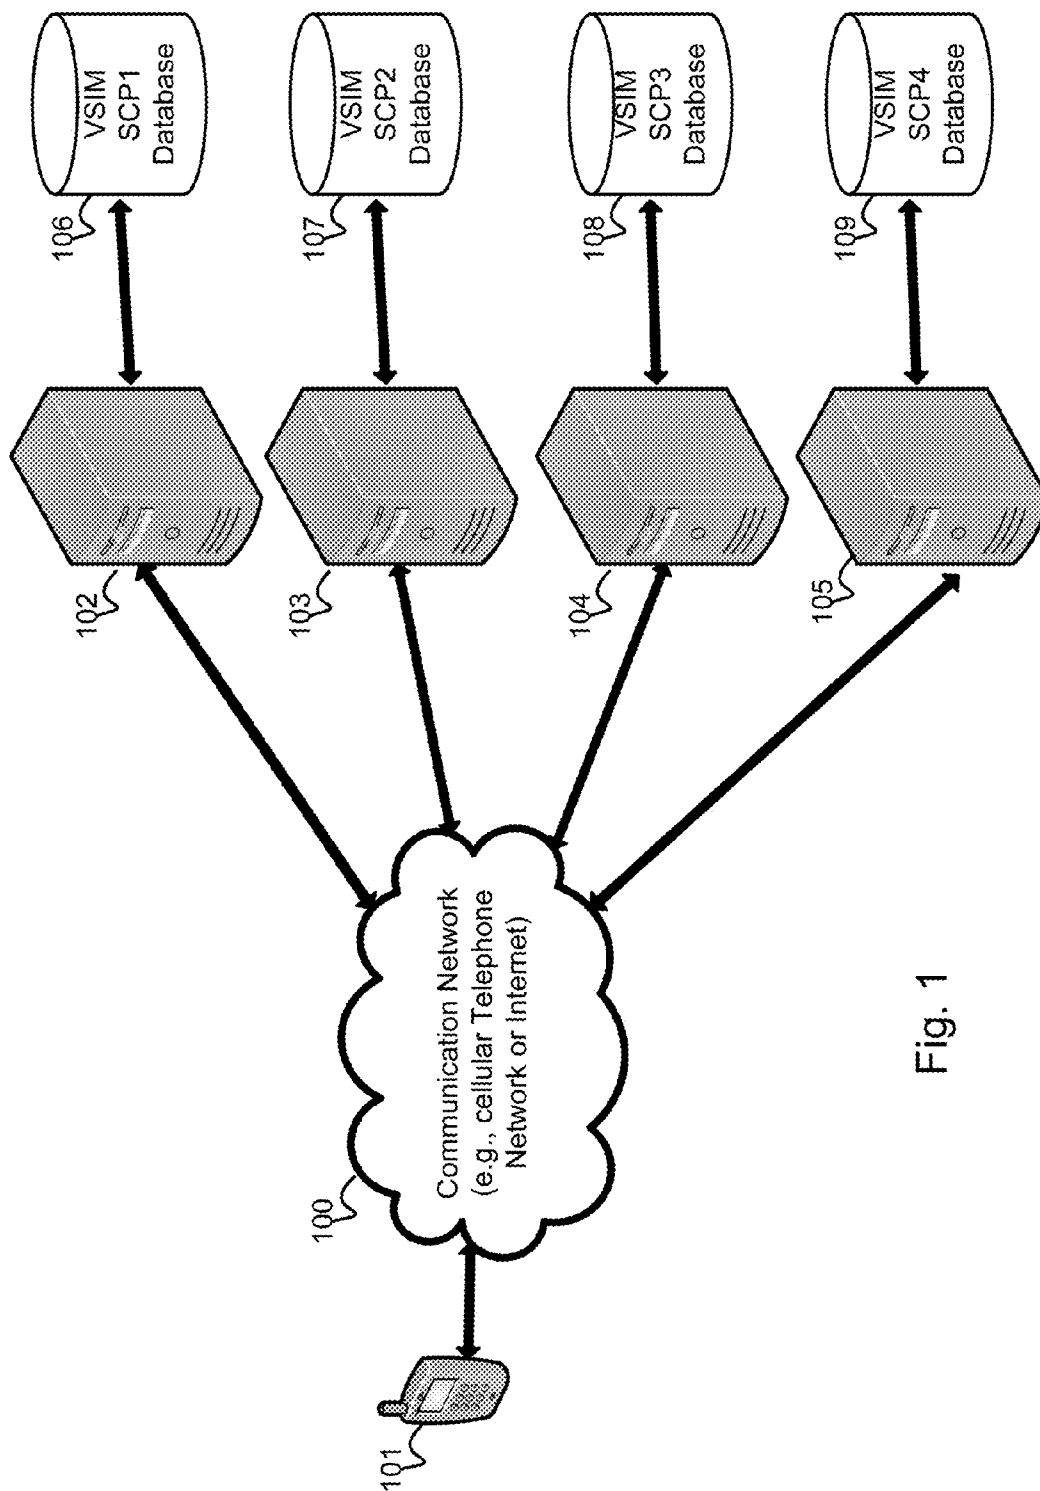 101
100
Communication Network
(e.g., cellular Telephone
Network or Internet)
102
103
104
105
106
VSIM
SCP1
Database
107
VSIM
SCP2
Database
108
VSIM
SCP3
Database
109
VSIM
SCP4
Database
Fig. 1